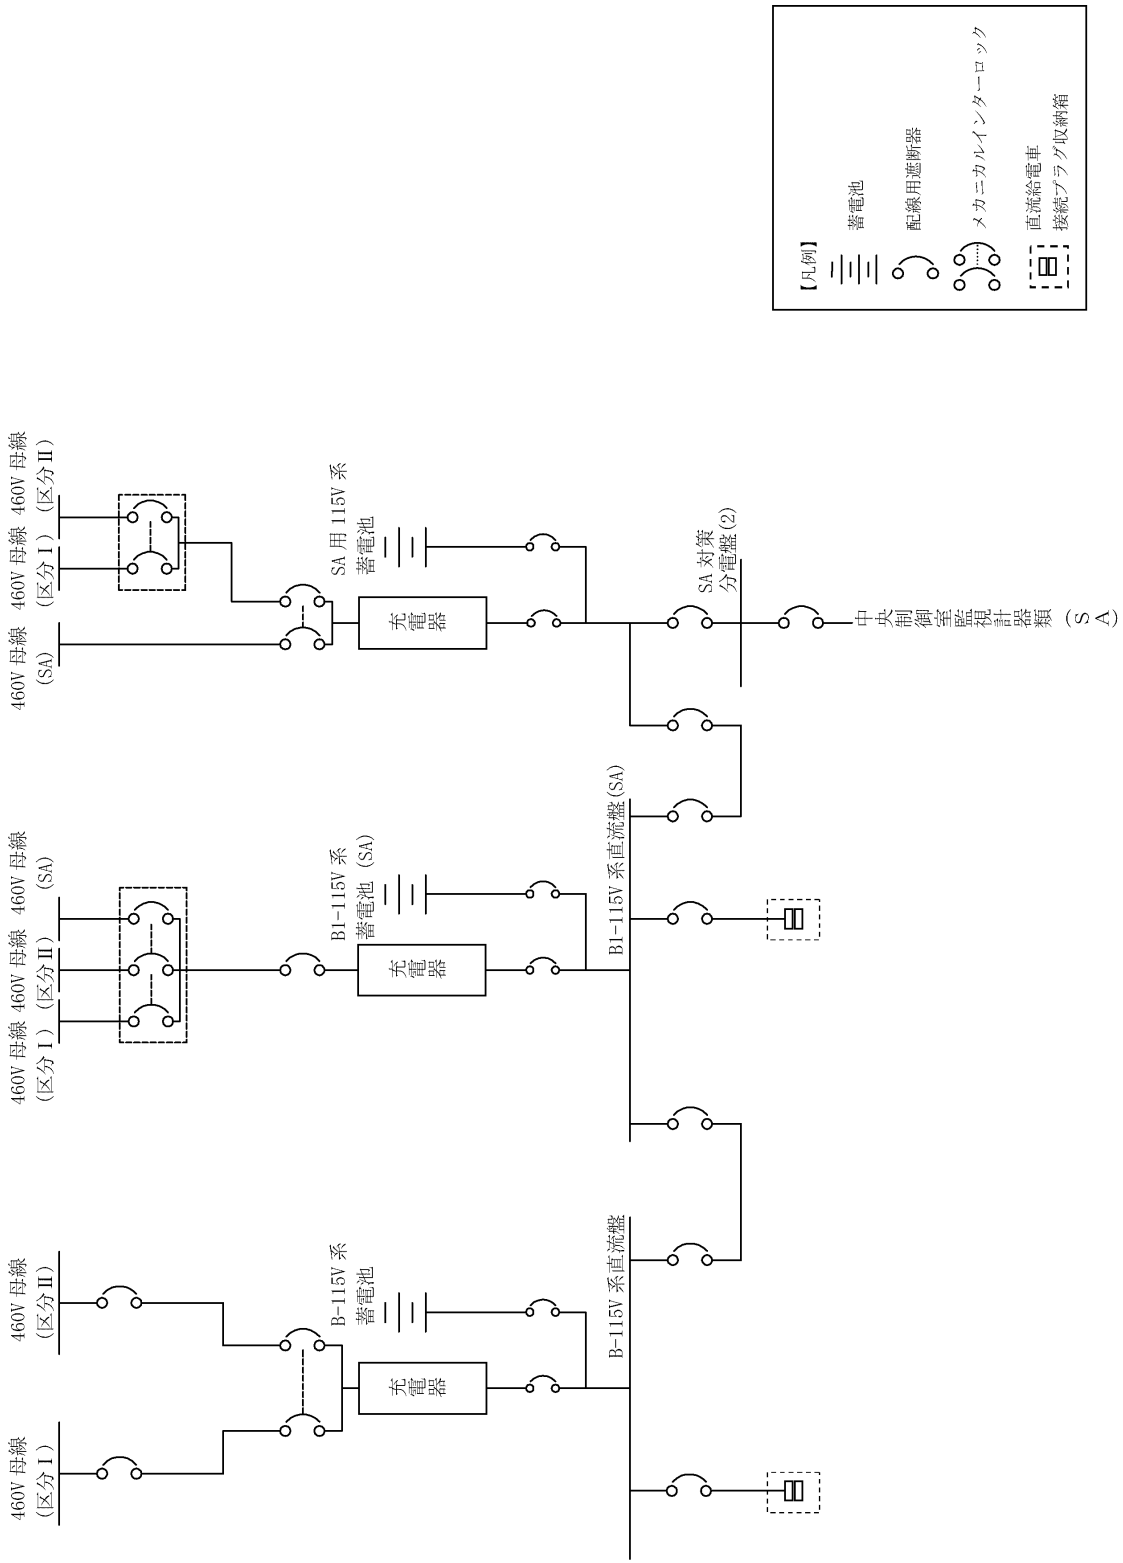 460V 母線
(区分Ⅰ)
460V 母線
(区分Ⅱ)
B-115V 系
蓄電池
充電器
B-115V 系直流盤
460V 母線
(区分Ⅰ)
460V 母線
(区分Ⅱ)
460V 母線
(SA)
B1-115V 系
蓄電池 (SA)
充電器
B1-115V 系直流盤(SA)
460V 母線
(SA)
460V 母線
(区分Ⅰ)
460V 母線
(区分Ⅱ)
SA 用 115V 系
蓄電池
充電器
SA 対策
分電盤(2)
中央制御室監視計器類 (SA)
【凡例】
蓄電池
配線用遮断器
メカニカルインターロック
直流給電車
接続プラグ収納箱